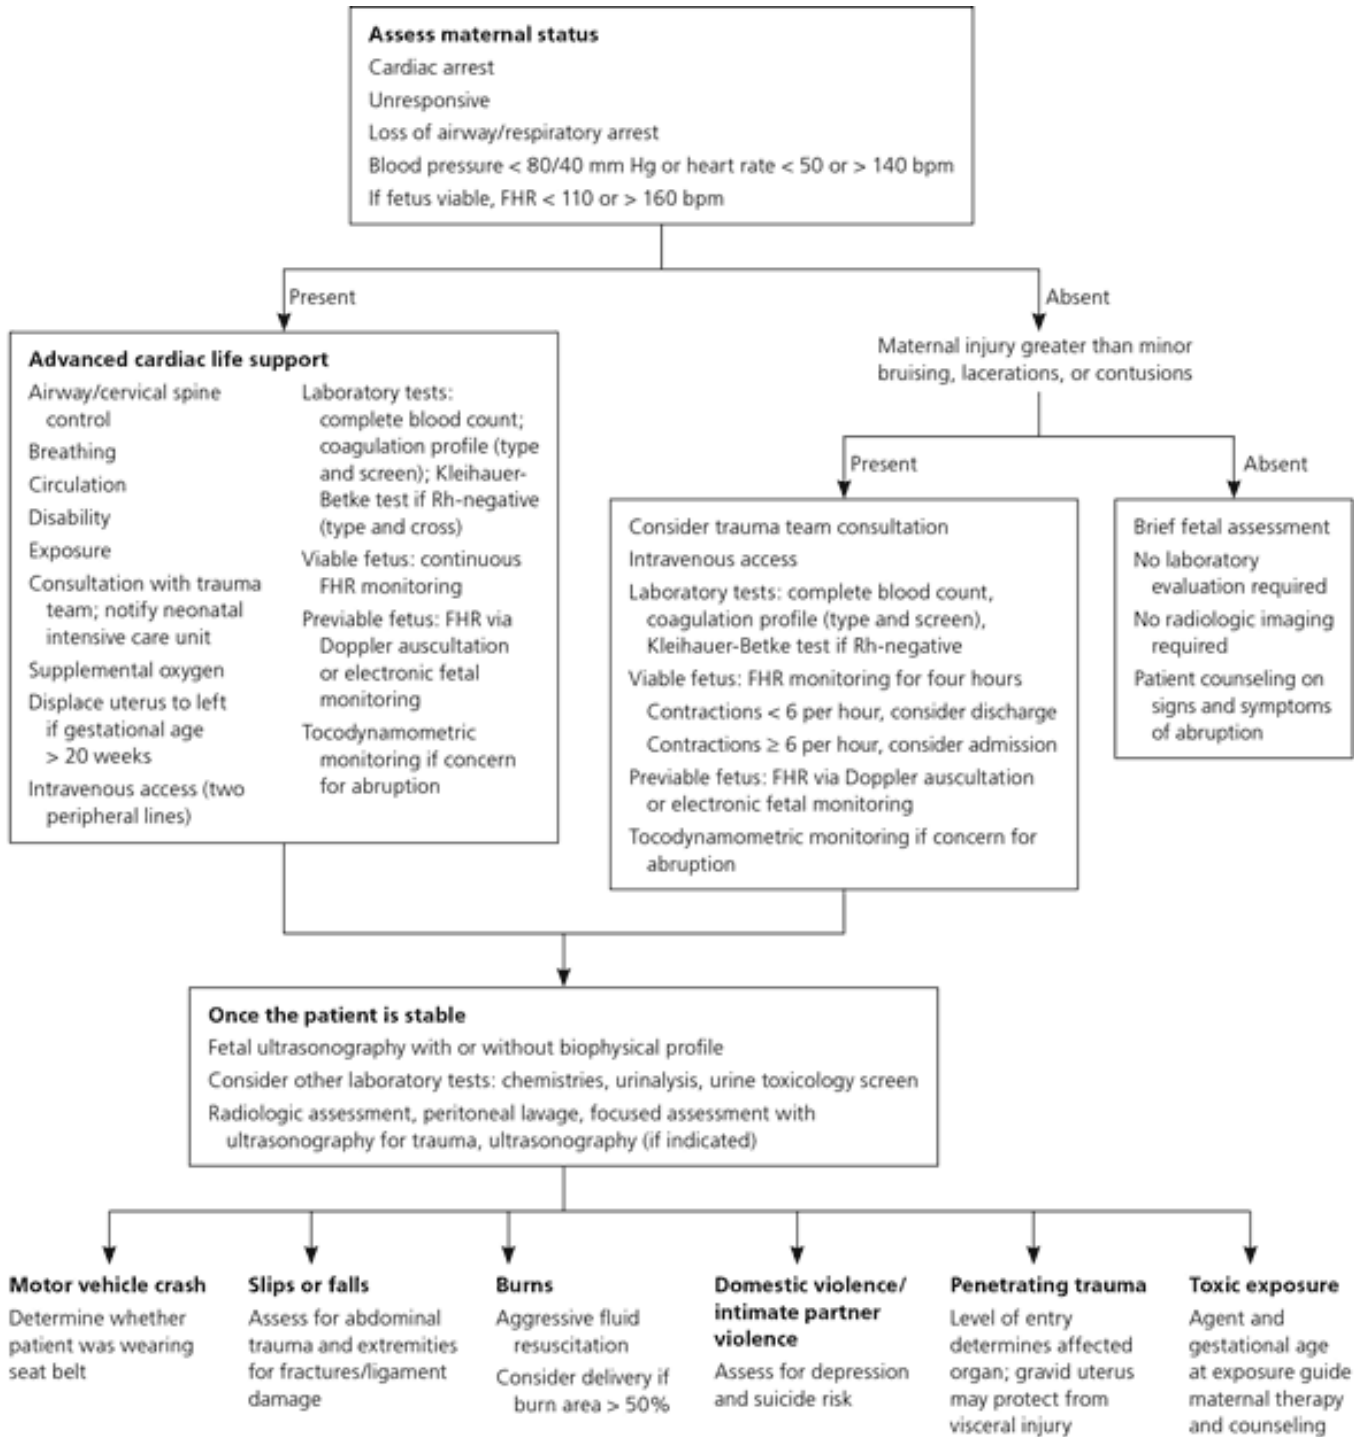 Assess maternal status
Cardiac arrest
Unresponsive
Loss of airway/respiratory arrest
Blood pressure < 80/40 mm Hg or heart rate < 50 or > 140 bpm
If fetus viable, FHR < 110 or > 160 bpm
Present
Absent
Advanced cardiac life support
Airway/cervical spine
control
Breathing
Circulation
Disability
Exposure
Consultation with trauma
team; notify neonatal
intensive care unit
Supplemental oxygen
Displace uterus to left
if gestational age
> 20 weeks
Intravenous access (two
peripheral lines)
Laboratory tests:
complete blood count;
coagulation profile (type
and screen); Kleihauer-
Betke test if Rh-negative
(type and cross)
Viable fetus: continuous
FHR monitoring
Previable fetus: FHR via
Doppler auscultation
or electronic fetal
monitoring
Tocodynamometric
monitoring if concern
for abruption
Maternal injury greater than minor
bruising, lacerations, or contusions
Present
Absent
Consider trauma team consultation
Intravenous access
Laboratory tests: complete blood count,
coagulation profile (type and screen),
Kleihauer-Betke test if Rh-negative
Viable fetus: FHR monitoring for four hours
Contractions < 6 per hour, consider discharge
Contractions ≥ 6 per hour, consider admission
Previable fetus: FHR via Doppler auscultation
or electronic fetal monitoring
Tocodynamometric monitoring if concern for
abruption
Brief fetal assessment
No laboratory
evaluation required
No radiologic imaging
required
Patient counseling on
signs and symptoms
of abruption
Once the patient is stable
Fetal ultrasonography with or without biophysical profile
Consider other laboratory tests: chemistries, urinalysis, urine toxicology screen
Radiologic assessment, peritoneal lavage, focused assessment with
ultrasonography for trauma, ultrasonography (if indicated)
Motor vehicle crash
Determine whether
patient was wearing
seat belt
Slips or falls
Assess for abdominal
trauma and extremities
for fractures/ligament
damage
Burns
Aggressive fluid
resuscitation
Consider delivery if
burn area > 50%
Domestic violence/
intimate partner
violence
Assess for depression
and suicide risk
Penetrating trauma
Level of entry
determines affected
organ; gravid uterus
may protect from
visceral injury
Toxic exposure
Agent and
gestational age
at exposure guide
maternal therapy
and counseling